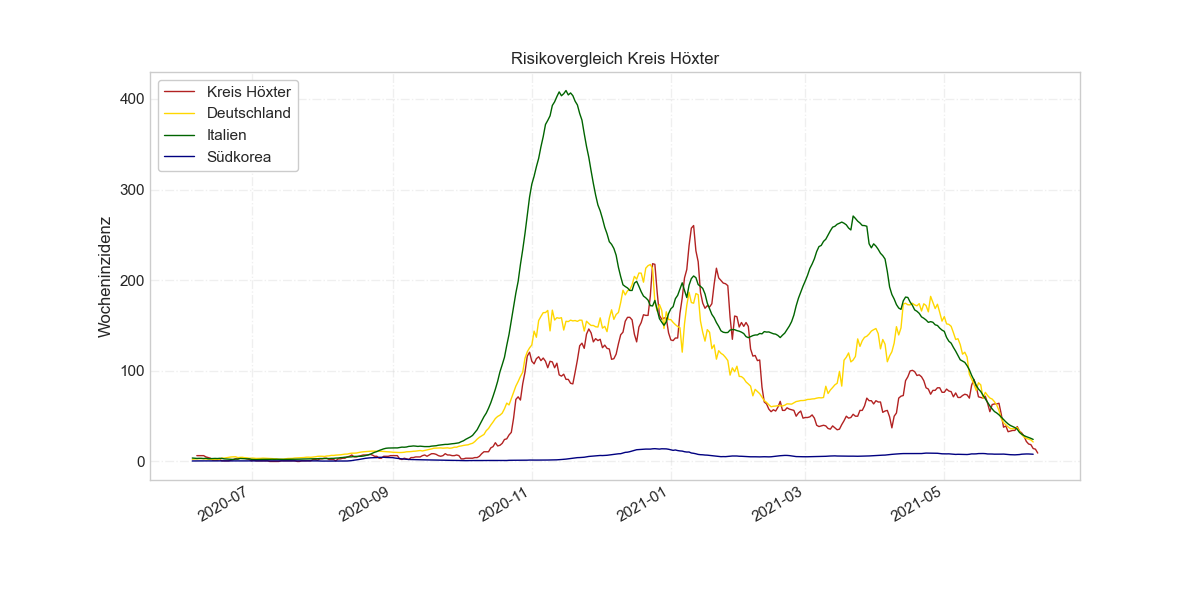 Risikovergleich Kreis Höxter
Kreis Höxter
Deutschland
Italien
Südkorea
Wocheninzidenz
400
300
200
100
0
2020-07
2020-09
2020-11
2021-01
2021-03
2021-05